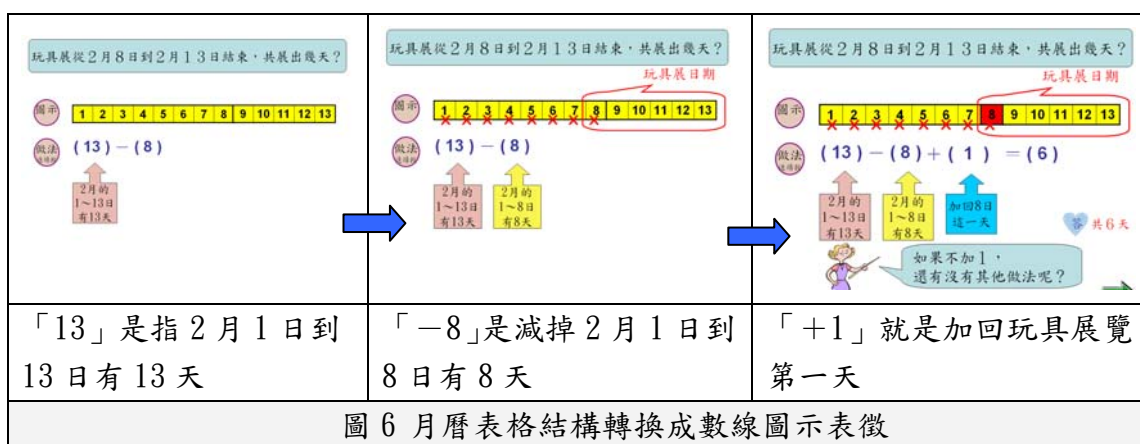 玩具展從2月8日到2月13日結束，共展出幾天？
圖示
1 2 3 4 5 6 7 8 9 10 11 12 13
做法
(13)－(8)
2月的
1～13日
有13天
玩具展從2月8日到2月13日結束，共展出幾天？
玩具展日期
圖示
1 2 3 4 5 6 7 8 9 10 11 12 13
做法
(13)－(8)
2月的
1～13日
有13天
2月的
1～8日
有8天
玩具展從2月8日到2月13日結束，共展出幾天？
玩具展日期
圖示
1 2 3 4 5 6 7 8 9 10 11 12 13
做法
(13)－(8)＋(1)＝(6)
2月的
1～13日
有13天
2月的
1～8日
有8天
加回8日
這一天
答 共6天
如果不加1，
還有沒有其他做法呢？
「13」是指2月1日到
13日有13天
「－8」是減掉2月1日到
8日有8天
「＋1」就是加回玩具展覽
第一天
圖6 月曆表格結構轉換成數線圖示表徵